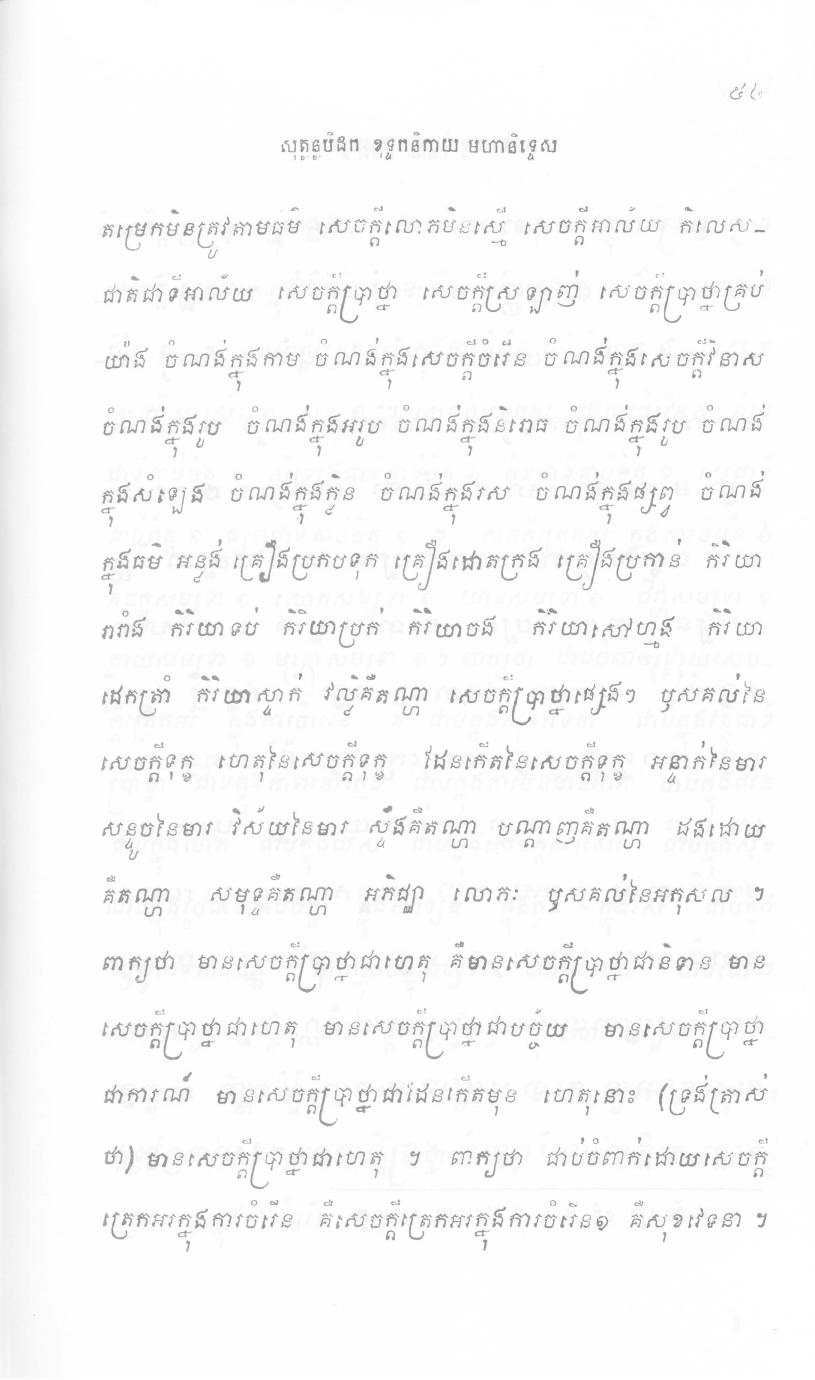 ៥៤
សុត្តន្តបិដក ខុទ្ទកនិកាយ មហានិទ្ទេស
តម្រេកមិនត្រូវតាមធម៌ សេចក្តីលោភមិនស្មើ សេចក្តីអាល័យ កិលេស-
ជាតិជាទីអាល័យ សេចក្តីប្រាថ្នា សេចក្តីស្រឡាញ់ សេចក្តីប្រាថ្នាគ្រប់
យ៉ាង ចំណង់ក្នុងកាម ចំណង់ក្នុងសេចក្តីចំរើន ចំណង់ក្នុងសេចក្តីវិនាស
ចំណង់ក្នុងរូប ចំណង់ក្នុងអរូប ចំណង់ក្នុងនិរោធ ចំណង់ក្នុងរូប ចំណង់
ក្នុងសំឡេង ចំណង់ក្នុងក្លិន ចំណង់ក្នុងរស ចំណង់ក្នុងផ្សព្វ ចំណង់
ក្នុងធម៌ អន្លង់ គ្រឿងប្រកបទុក គ្រឿងដោតក្រង គ្រឿងប្រកាន់ កិរិយា
រារាំង កិរិយាទប់ កិរិយាប្រក់ កិរិយាចង កិរិយាសៅហ្មង កិរិយា
ដេកត្រាំ កិរិយាស្ទាក់ វល្លិគឺតណ្ហា សេចក្តីប្រាថ្នាផ្សេងៗ ឫសគល់នៃ
សេចក្តីទុក្ខ ហេតុនៃសេចក្តីទុក្ខ ដែនកើតនៃសេចក្តីទុក្ខ អន្ទាក់នៃមារ
សន្ទូចនៃមារ វិស័យនៃមារ ស្ទឹងគឺតណ្ហា បណ្តាញគឺតណ្ហា ដងដោយ
គឺតណ្ហា សមុទ្ទគឺតណ្ហា អភិជ្ឈា លោភៈ ឫសគល់នៃអកុសល ។
ពាក្យថា មានសេចក្តីប្រាថ្នាជាហេតុ គឺមានសេចក្តីប្រាថ្នាជានិទាន មាន
សេចក្តីប្រាថ្នាជាហេតុ មានសេចក្តីប្រាថ្នាជាបច្ច័យ មានសេចក្តីប្រាថ្នា
ជាការណ៍ មានសេចក្តីប្រាថ្នាជាដែនកើតមុន ហេតុនោះ (ទ្រង់ត្រាស់
ថា) មានសេចក្តីប្រាថ្នាជាហេតុ ។ ពាក្យថា ជាប់ចំពាក់ដោយសេចក្តី
ត្រេកអរក្នុងការចំរើន គឺសេចក្តីត្រេកអរក្នុងការចំរើន១ គឺសុខវេទនា ។